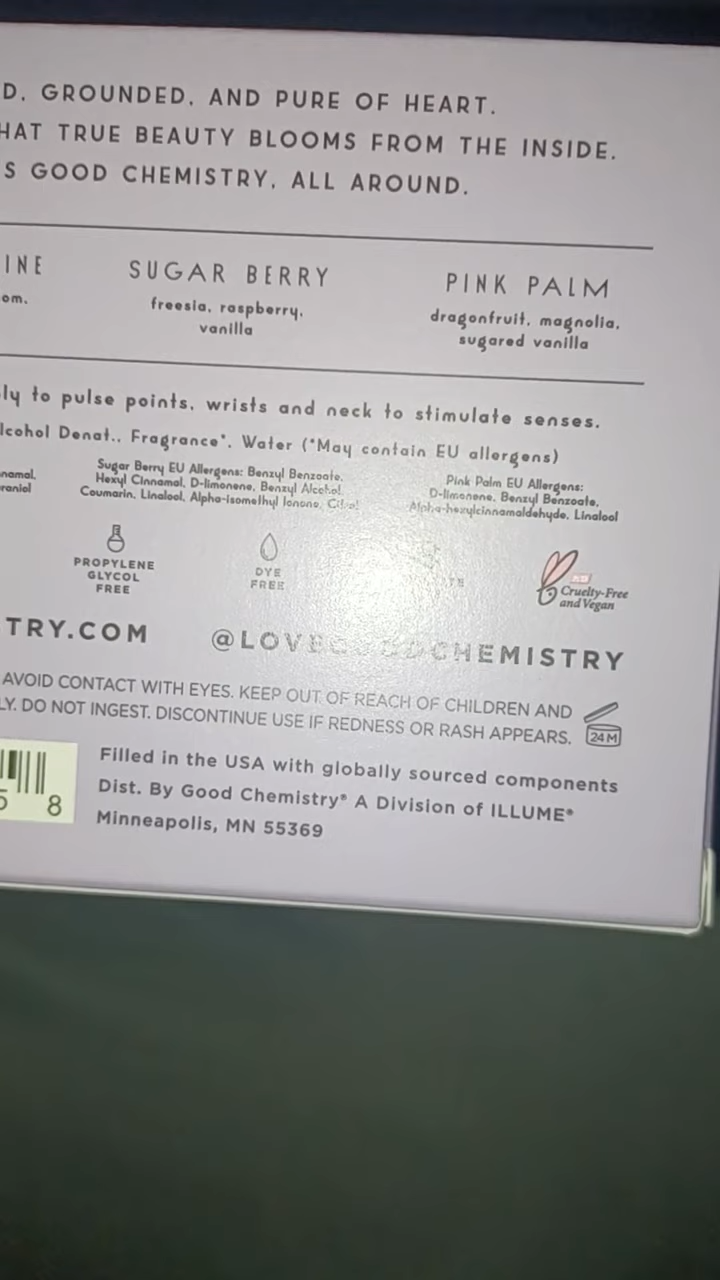 D, GROUNDED, AND PURE OF HEART.
HAT TRUE BEAUTY BLOOMS FROM THE INSIDE.
S GOOD CHEMISTRY, ALL AROUND.
INE
om,
SUGAR BERRY
freesia, raspberry,
vanilla
PINK PALM
dragonfruit, magnolia,
sugared vanilla
ly to pulse points, wrists and neck to stimulate senses.
lcohol Denat., Fragrance*, Water (*May contain EU allergens)
namal,
raniol
Sugar Berry EU Allergens: Benzyl Benzoate,
Hexyl Cinnamal, D-limonene, Benzyl Alcohol,
Coumarin, Linalool, Alpha-isomethyl Ionone, Citral
Pink Palm EU Allergens:
D-limonene, Benzyl Benzoate,
Alpha-hexylcinnamaldehyde, Linalool
PROPYLENE
GLYCOL
FREE
DYE
FREE
Cruelty-Free
and Vegan
TRY.COM
@LOVEGOODCHEMISTRY
AVOID CONTACT WITH EYES. KEEP OUT OF REACH OF CHILDREN AND
LY. DO NOT INGEST. DISCONTINUE USE IF REDNESS OR RASH APPEARS.
24 M
5 8
Filled in the USA with globally sourced components
Dist. By Good Chemistry® A Division of ILLUME®
Minneapolis, MN 55369